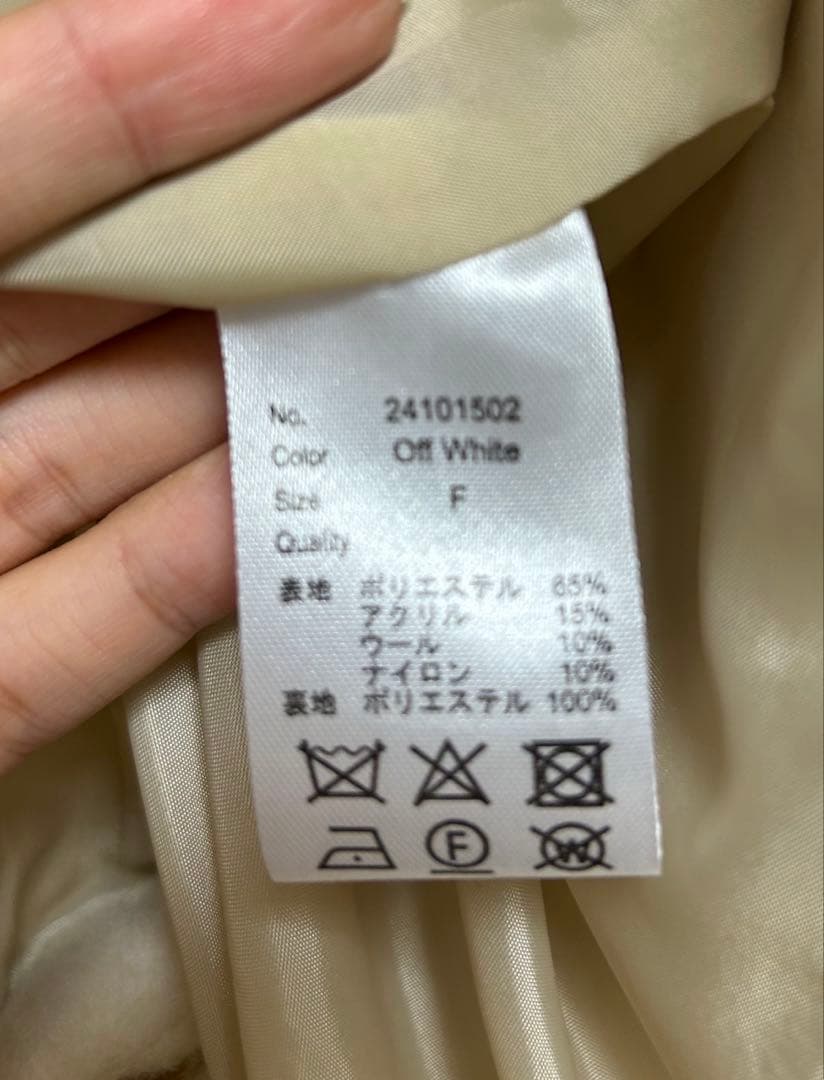 No. 24101502
Color Off White
Size F
Quality
表地 ポリエステル 65%
アクリル 15%
ウール 10%
ナイロン 10%
裏地 ポリエステル 100%
F
W